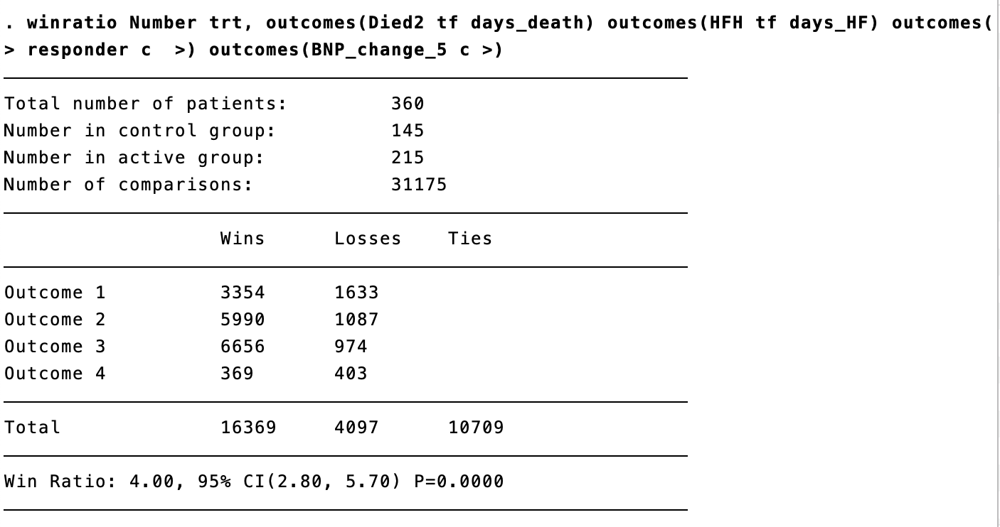 . winratio Number trt, outcomes(Died2 tf days_death) outcomes(HFH tf days_HF) outcomes(
> responder c  >) outcomes(BNP_change_5 c >)
Total number of patients: 360
Number in control group: 145
Number in active group: 215
Number of comparisons: 31175
Wins Losses Ties
Outcome 1 3354 1633
Outcome 2 5990 1087
Outcome 3 6656 974
Outcome 4 369 403
Total 16369 4097 10709
Win Ratio: 4.00, 95% CI(2.80, 5.70) P=0.0000